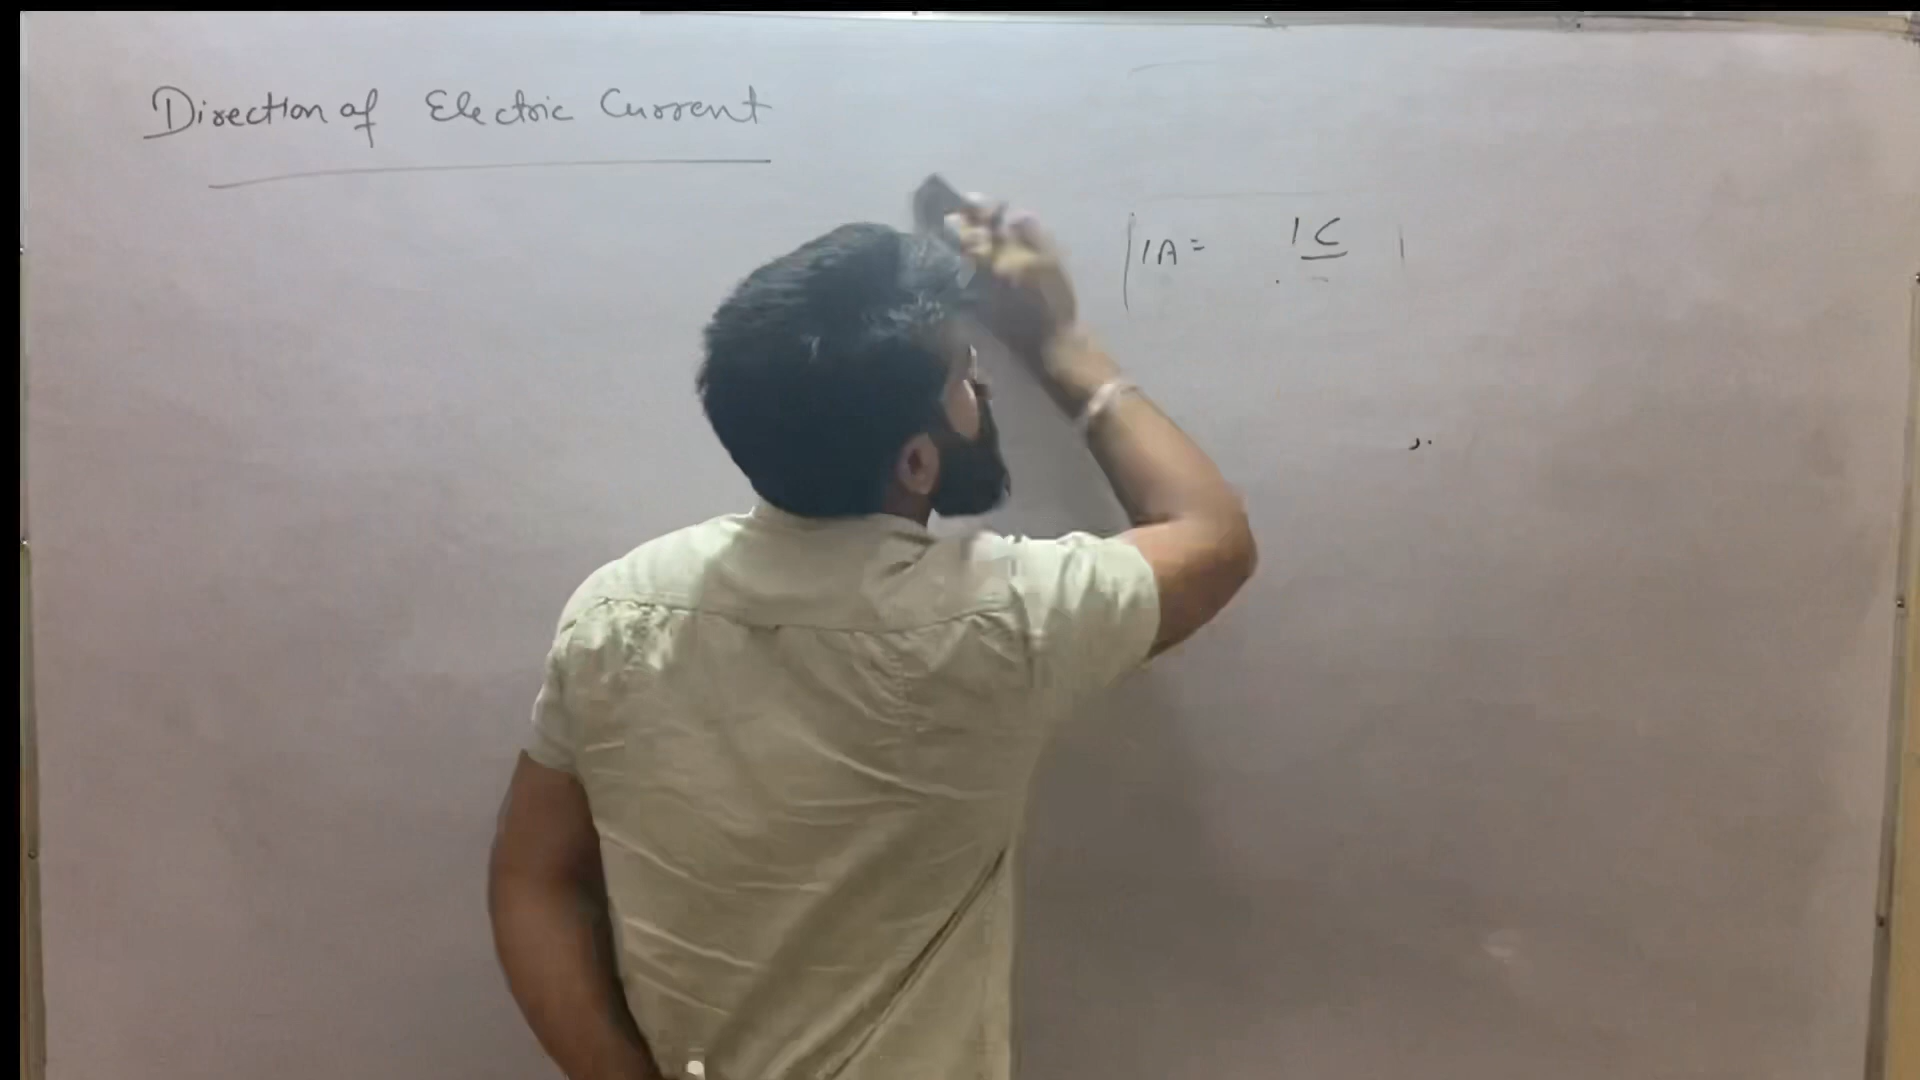 Direction of Electric Current
1A = 1C